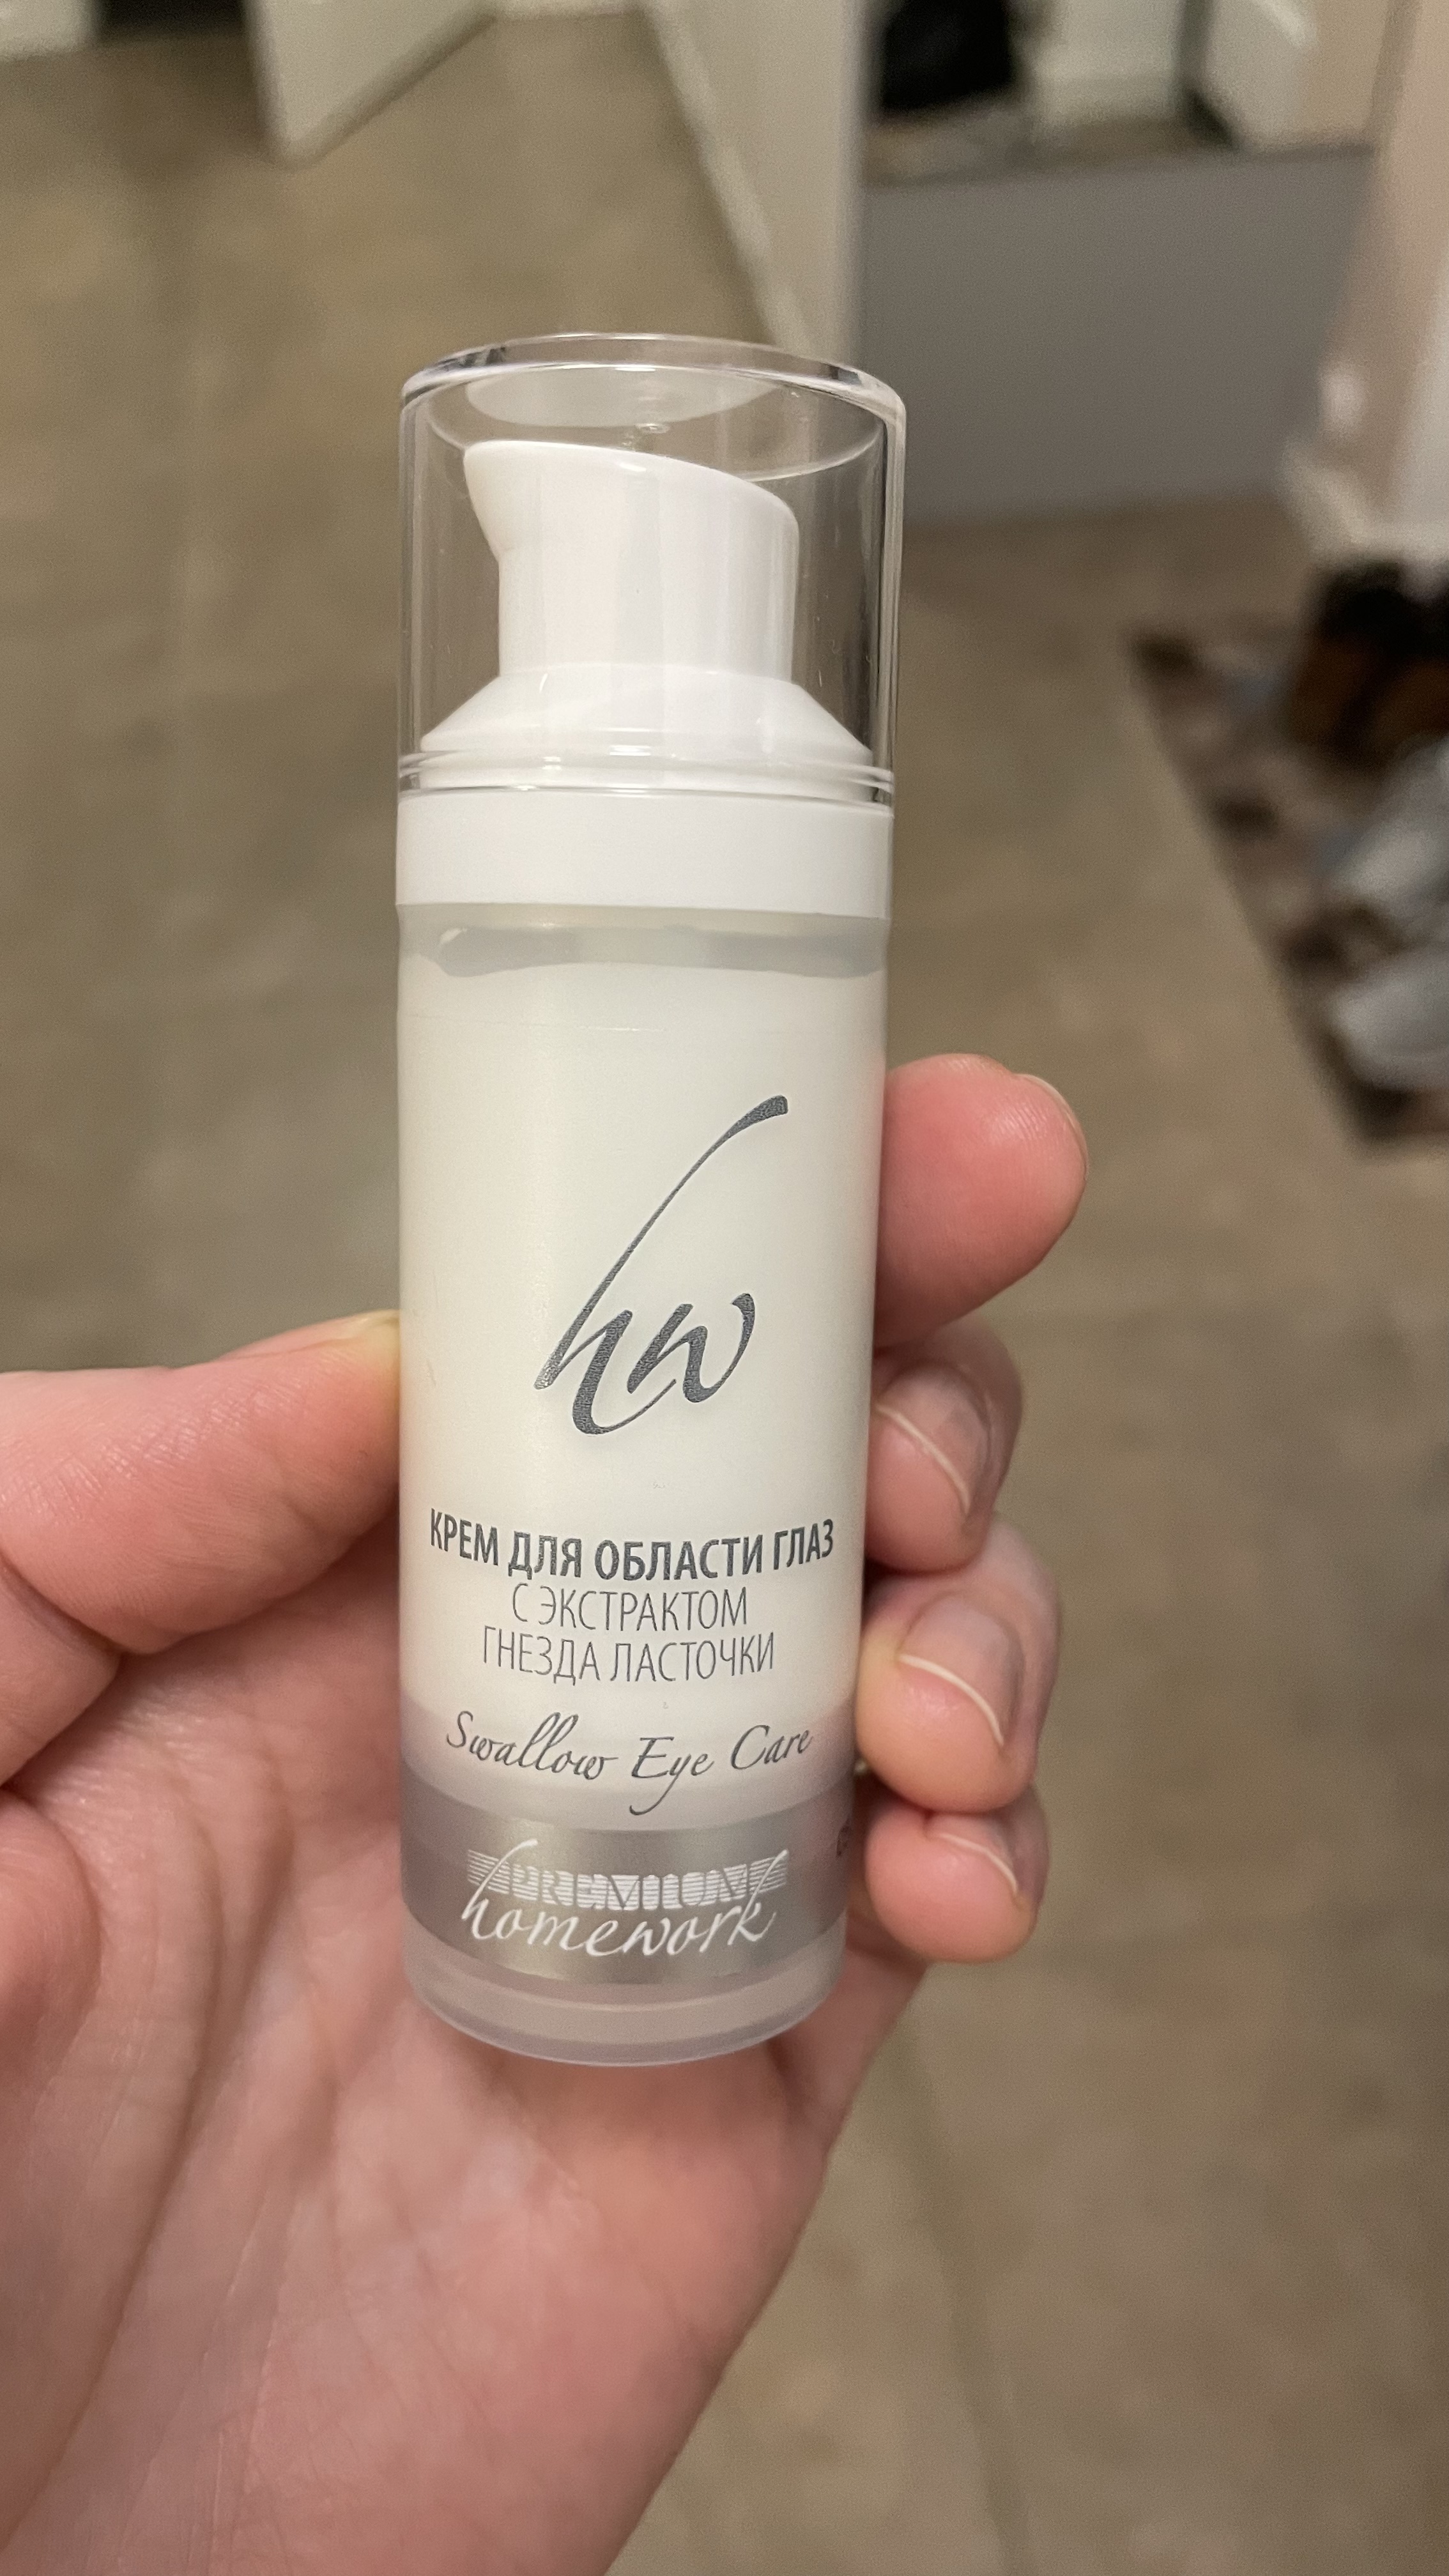 hw
КРЕМ ДЛЯ ОБЛАСТИ ГЛАЗ
С ЭКСТРАКТОМ
ГНЕЗДА ЛАСТОЧКИ
Swallow Eye Care
PREMIUM
homework